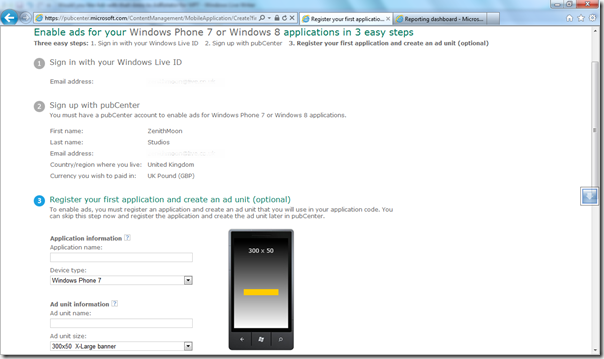 https://pubcenter.microsoft.com/ContentManagement/MobileApplication/Create?
Register your first applicatio...
Reporting dashboard - Micros...
Enable ads for your Windows Phone 7 or Windows 8 applications in 3 easy steps
Three easy steps: 1. Sign in with your Windows Live ID 2. Sign up with pubCenter 3. Register your first application and create an ad unit (optional)
1 Sign in with your Windows Live ID
Email address:
2 Sign up with pubCenter
You must have a pubCenter account to enable ads for Windows Phone 7 or Windows 8 applications.
First name: ZenithMoon
Last name: Studios
Email address:
Country/region where you live: United Kingdom
Currency you wish to paid in: UK Pound (GBP)
3 Register your first application and create an ad unit (optional)
To enable ads, you must register an application and create an ad unit that you will use in your application code. You
can skip this step now and register the application and create the ad unit later in pubCenter.
Application information ?
Application name:
Device type:
Windows Phone 7
Ad unit information ?
Ad unit name:
Ad unit size:
300x50 X-Large banner
300 x 50